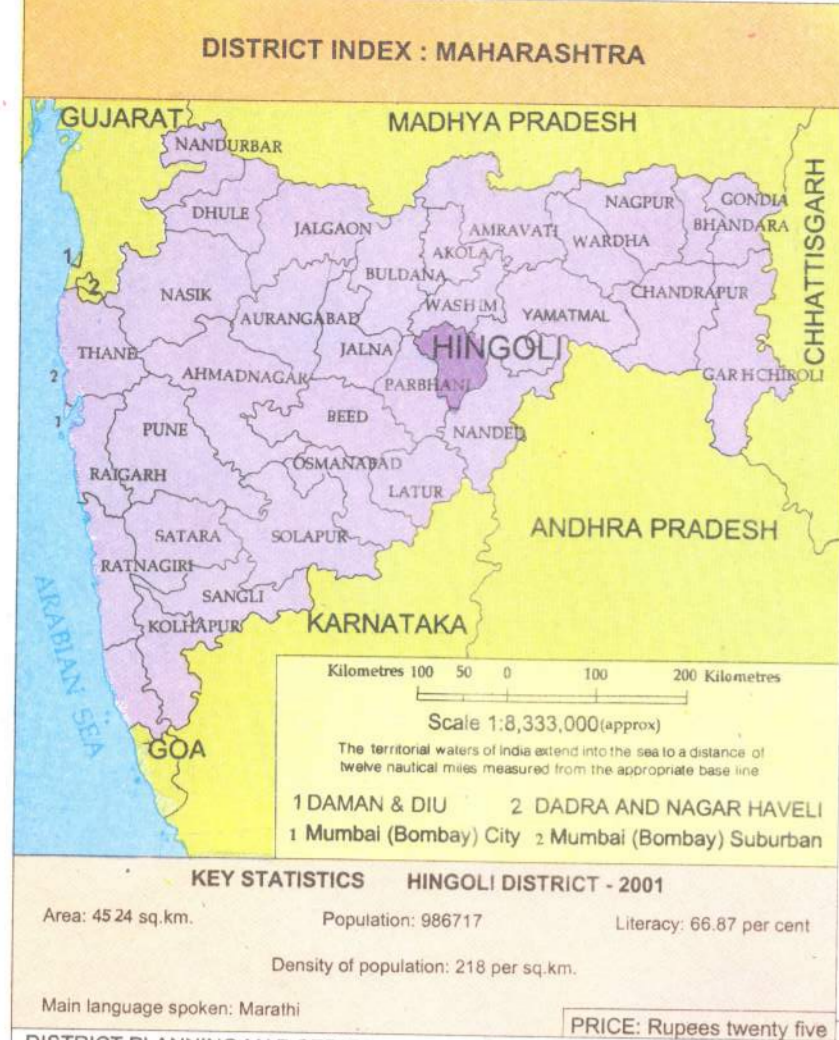 DISTRICT INDEX : MAHARASHTRA
GUJARAT
MADHYA PRADESH
CHHATTISGARH
NANDURBAR
DHULE
JALGAON
AMRAVATI
NAGPUR
GONDIA
BHANDARA
WARDHA
AKOLA
BULDANA
1
2
NASIK
AURANGABAD
WASHIM
YAMATMAL
CHANDRAPUR
THANE
JALNA
HINGOLI
AHMADNAGAR
PARBHANI
GARHCHIROLI
2
1
PUNE
BEED
NANDED
RAIGARH
OSMANABAD
LATUR
SATARA
SOLAPUR
ANDHRA PRADESH
RATNAGIRI
SANGLI
KOLHAPUR
KARNATAKA
ARABIAN SEA
GOA
Kilometres 100 50 0 100 200 Kilometres
Scale 1:8,333,000(approx)
The territorial waters of India extend into the sea to a distance of
twelve nautical miles measured from the appropriate base line
1 DAMAN & DIU 2 DADRA AND NAGAR HAVELI
1 Mumbai (Bombay) City 2 Mumbai (Bombay) Suburban
KEY STATISTICS HINGOLI DISTRICT - 2001
Area: 4524 sq.km. Population: 986717 Literacy: 66.87 per cent
Density of population: 218 per sq.km.
Main language spoken: Marathi
PRICE: Rupees twenty five